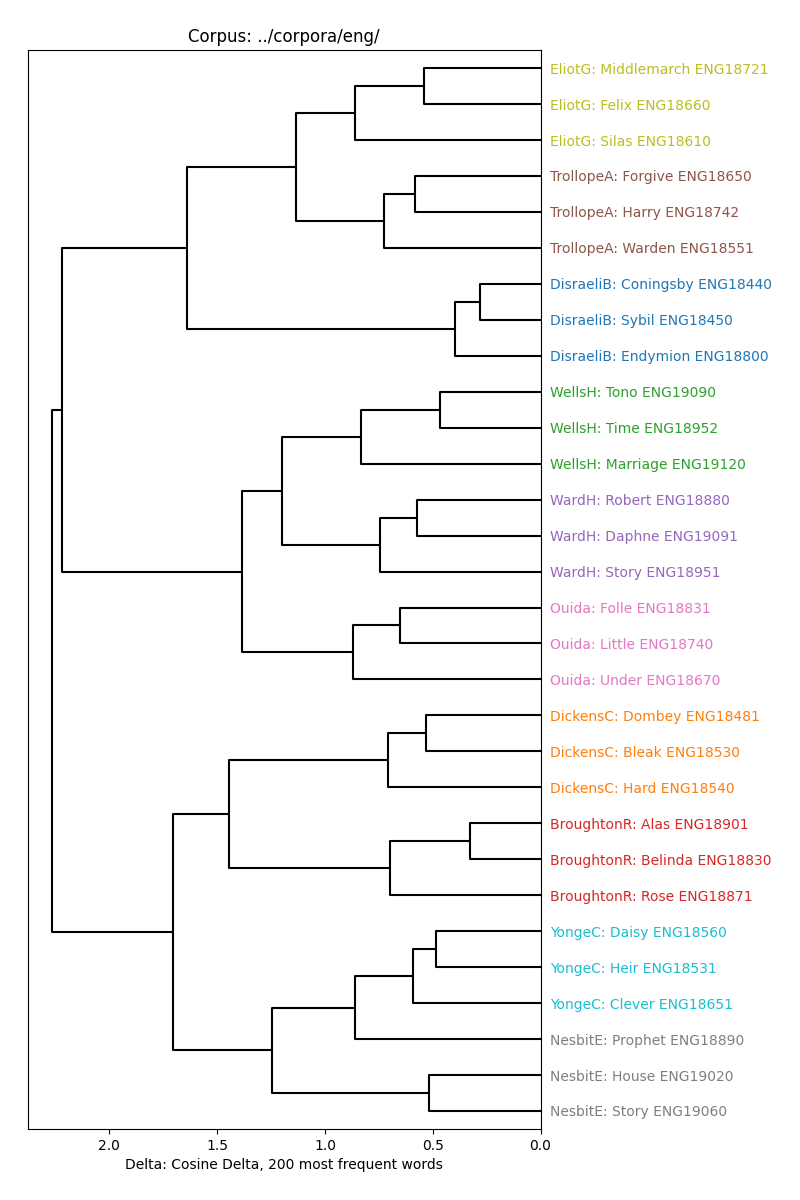 Corpus: ../corpora/eng/
EliotG: Middlemarch ENG18721
EliotG: Felix ENG18660
EliotG: Silas ENG18610
TrollopeA: Forgive ENG18650
TrollopeA: Harry ENG18742
TrollopeA: Warden ENG18551
DisraeliB: Coningsby ENG18440
DisraeliB: Sybil ENG18450
DisraeliB: Endymion ENG18800
WellsH: Tono ENG19090
WellsH: Time ENG18952
WellsH: Marriage ENG19120
WardH: Robert ENG18880
WardH: Daphne ENG19091
WardH: Story ENG18951
Ouida: Folle ENG18831
Ouida: Little ENG18740
Ouida: Under ENG18670
DickensC: Dombey ENG18481
DickensC: Bleak ENG18530
DickensC: Hard ENG18540
BroughtonR: Alas ENG18901
BroughtonR: Belinda ENG18830
BroughtonR: Rose ENG18871
YongeC: Daisy ENG18560
YongeC: Heir ENG18531
YongeC: Clever ENG18651
NesbitE: Prophet ENG18890
NesbitE: House ENG19020
NesbitE: Story ENG19060
2.0 1.5 1.0 0.5 0.0
Delta: Cosine Delta, 200 most frequent words